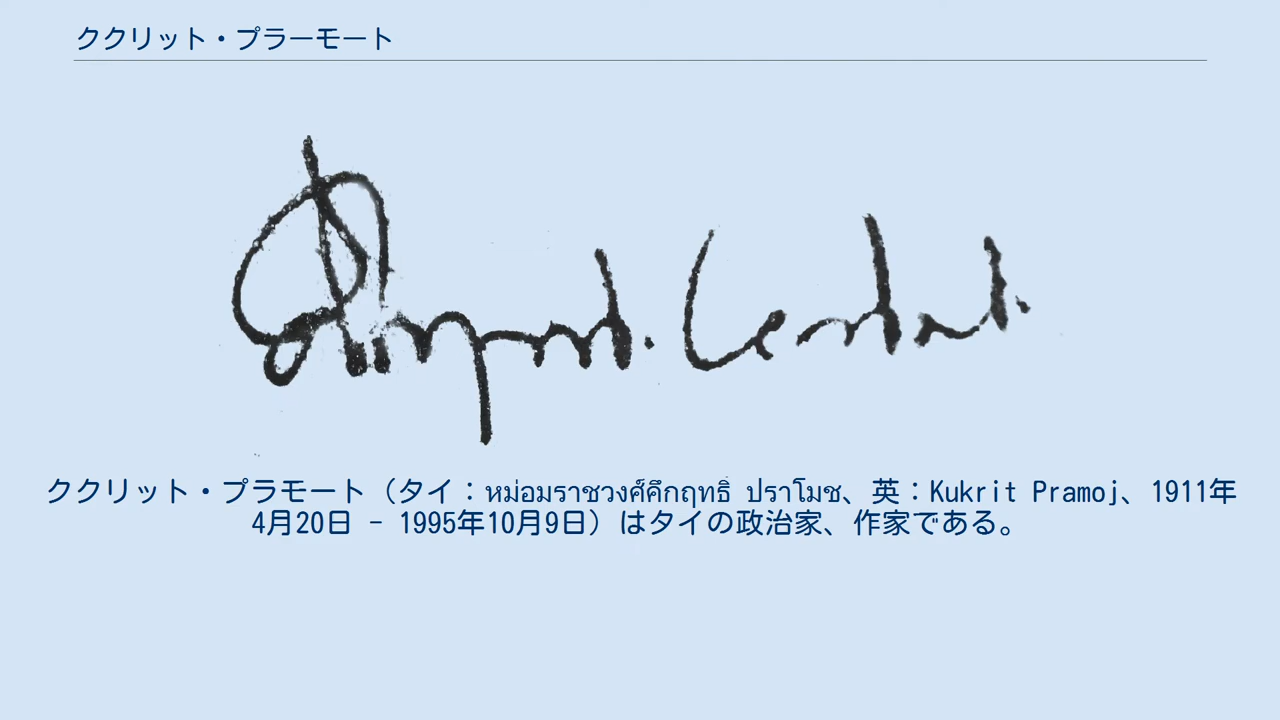 ククリット・プラーモート
ククリット・プラモート（タイ：หม่อมราชวงศ์คึกฤทธิ์ ปราโมช、英：Kukrit Pramoj、1911年
4月20日 - 1995年10月9日）はタイの政治家、作家である。